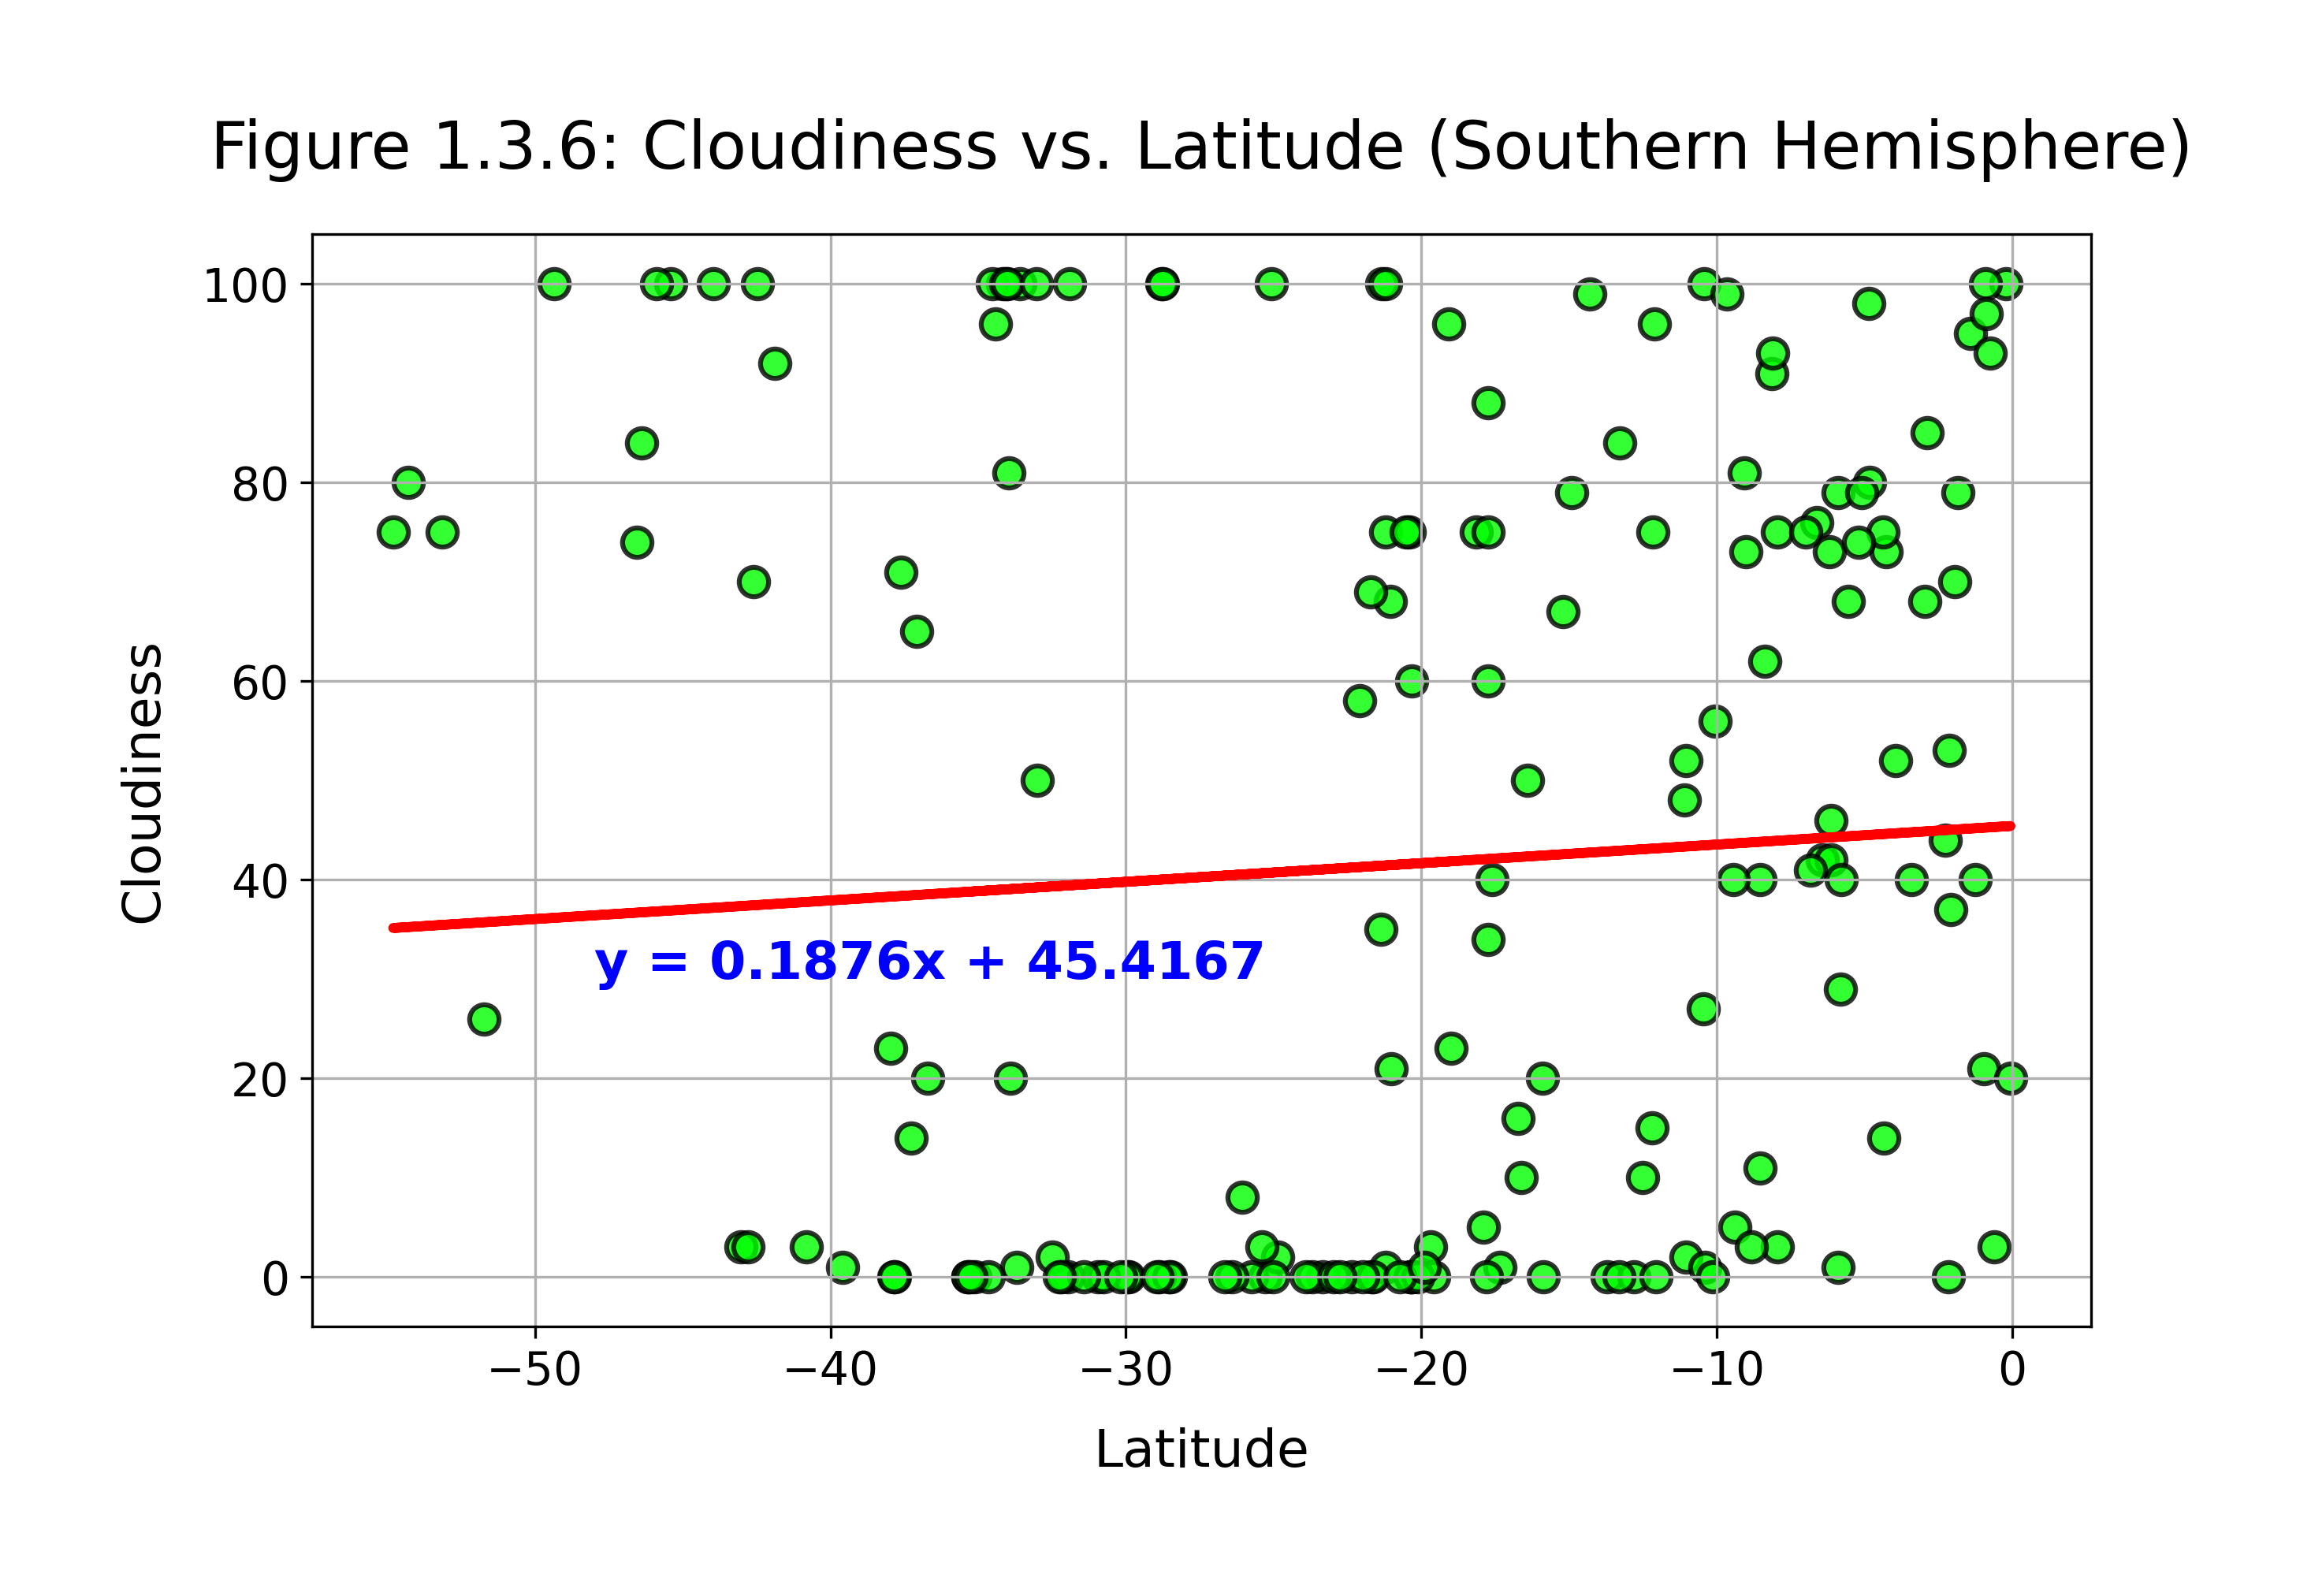 Figure 1.3.6: Cloudiness vs. Latitude (Southern Hemisphere)
100
80
60
40
20
0
Cloudiness
y = 0.1876x + 45.4167
−50 −40 −30 −20 −10 0
Latitude